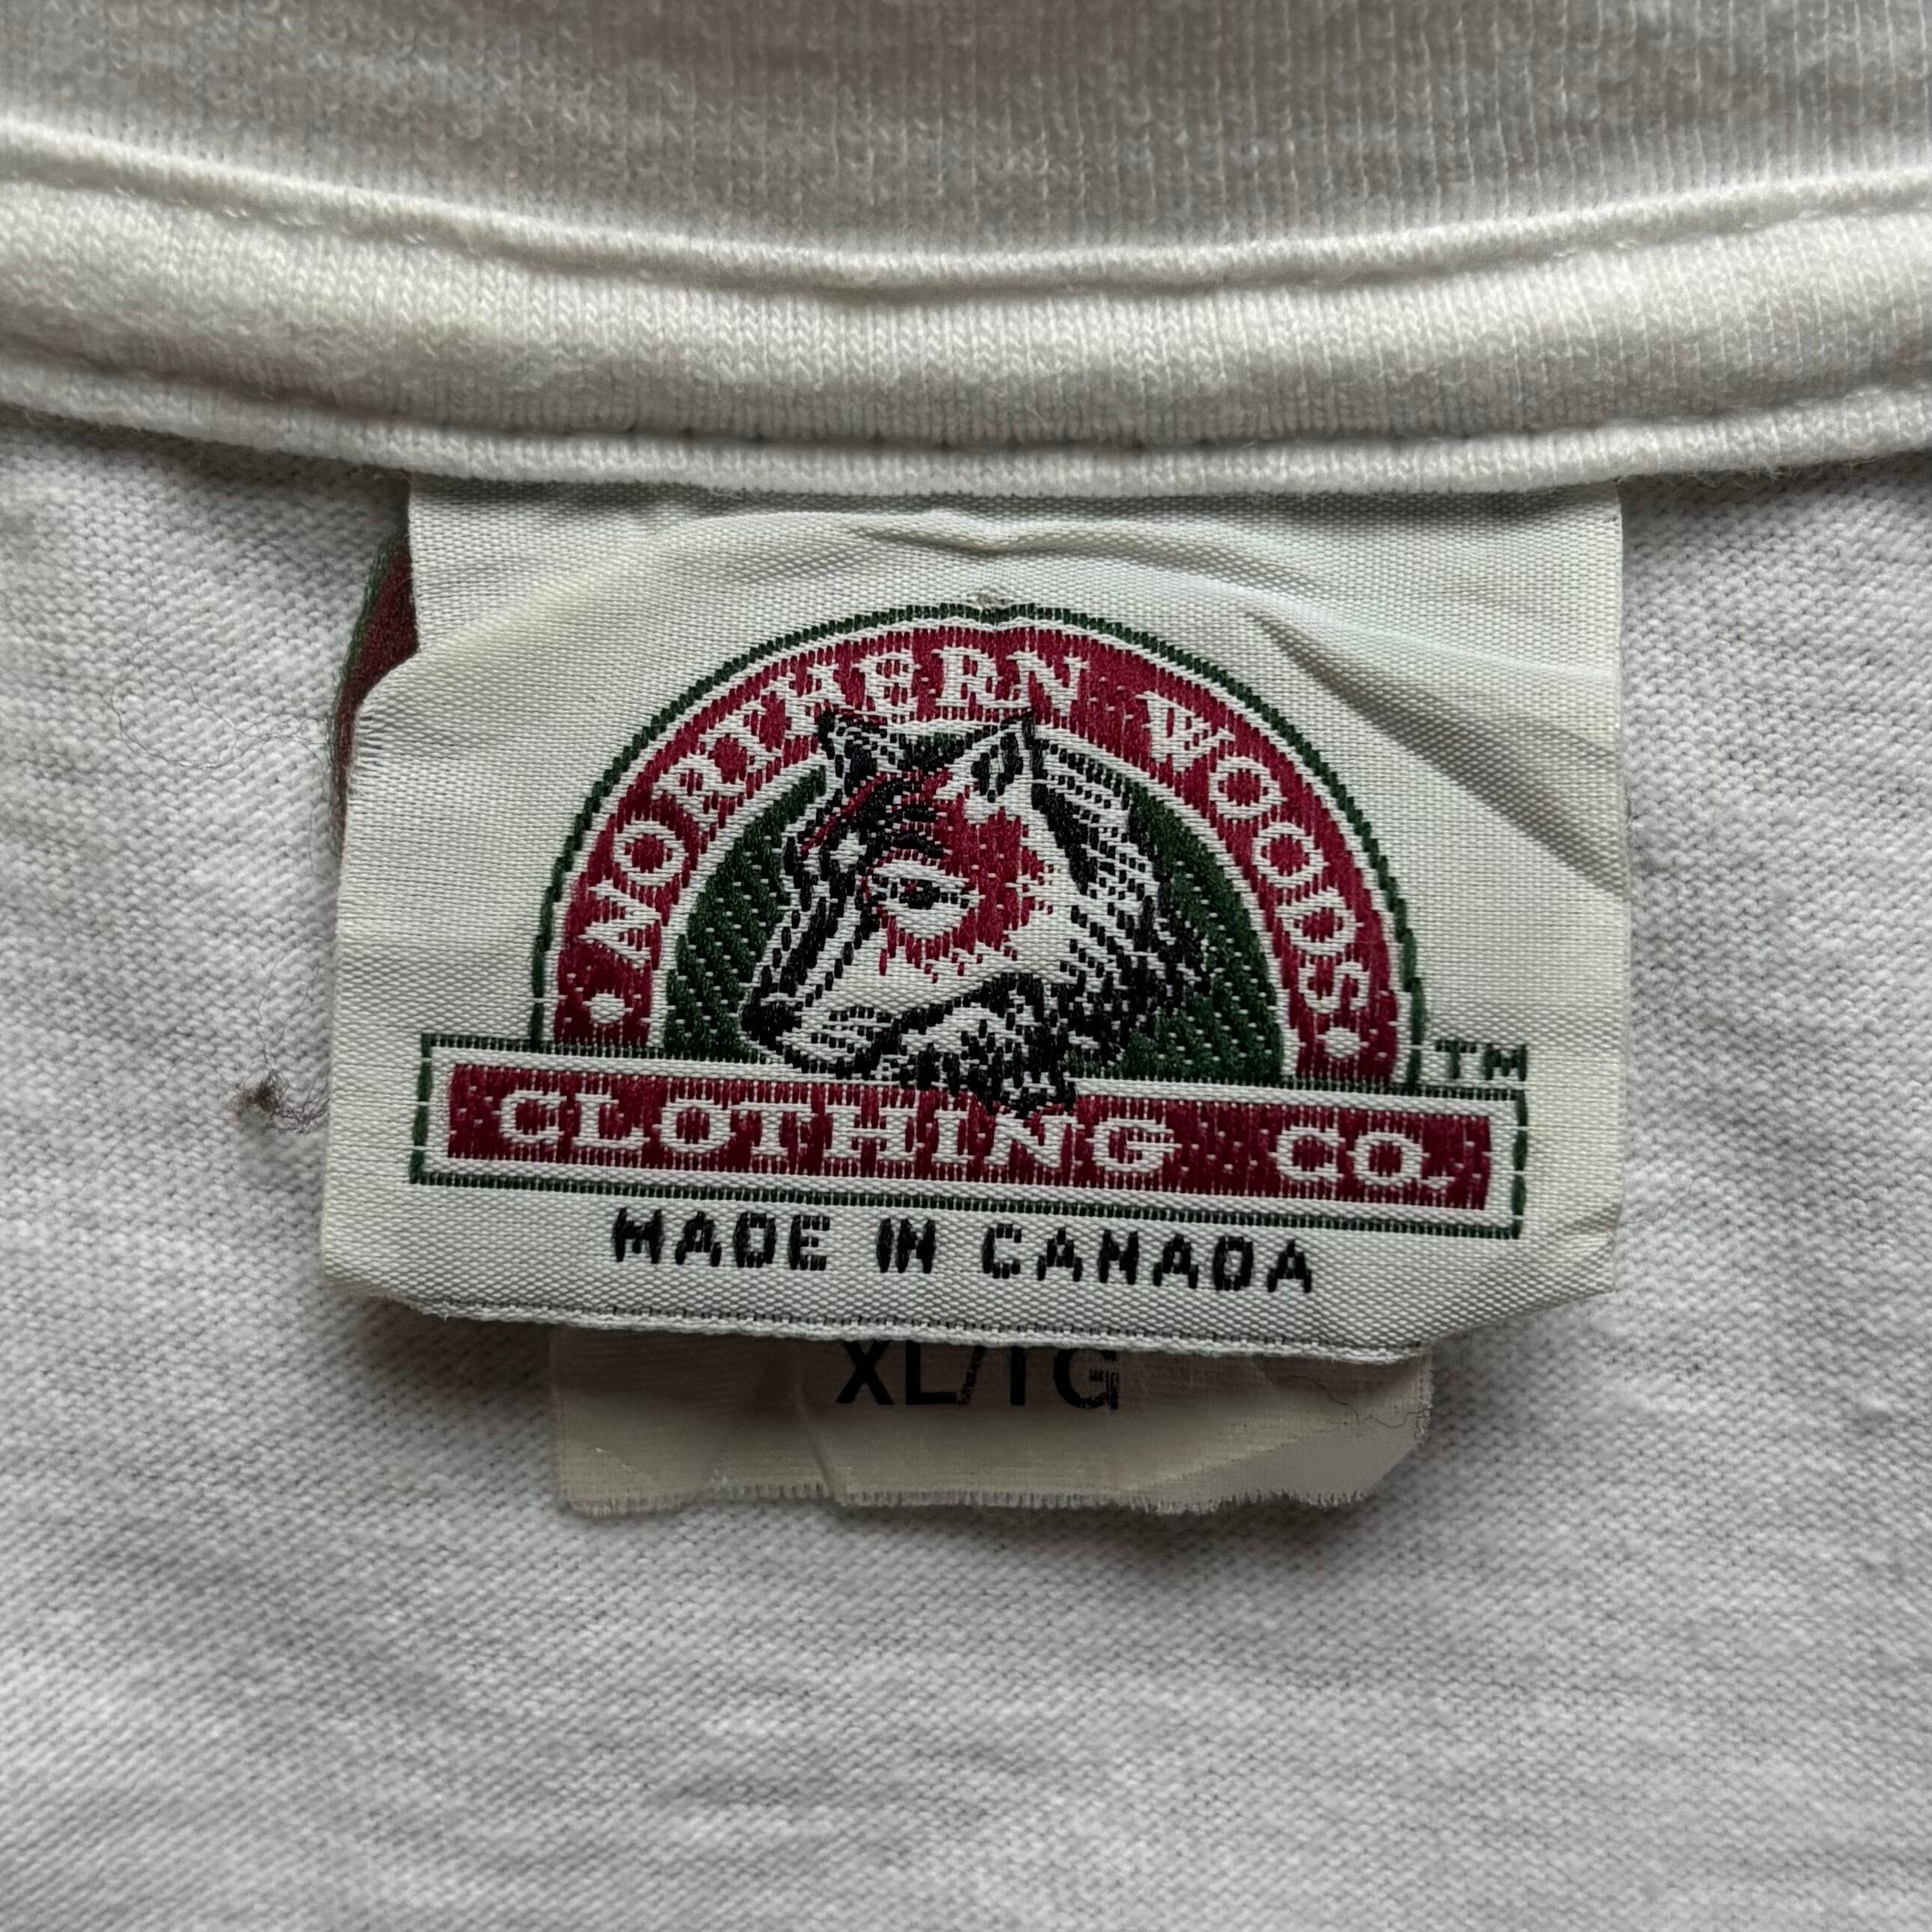 • NORTHERN WOODS •
CLOTHING CO.
TM
MADE IN CANADA
XL/TG